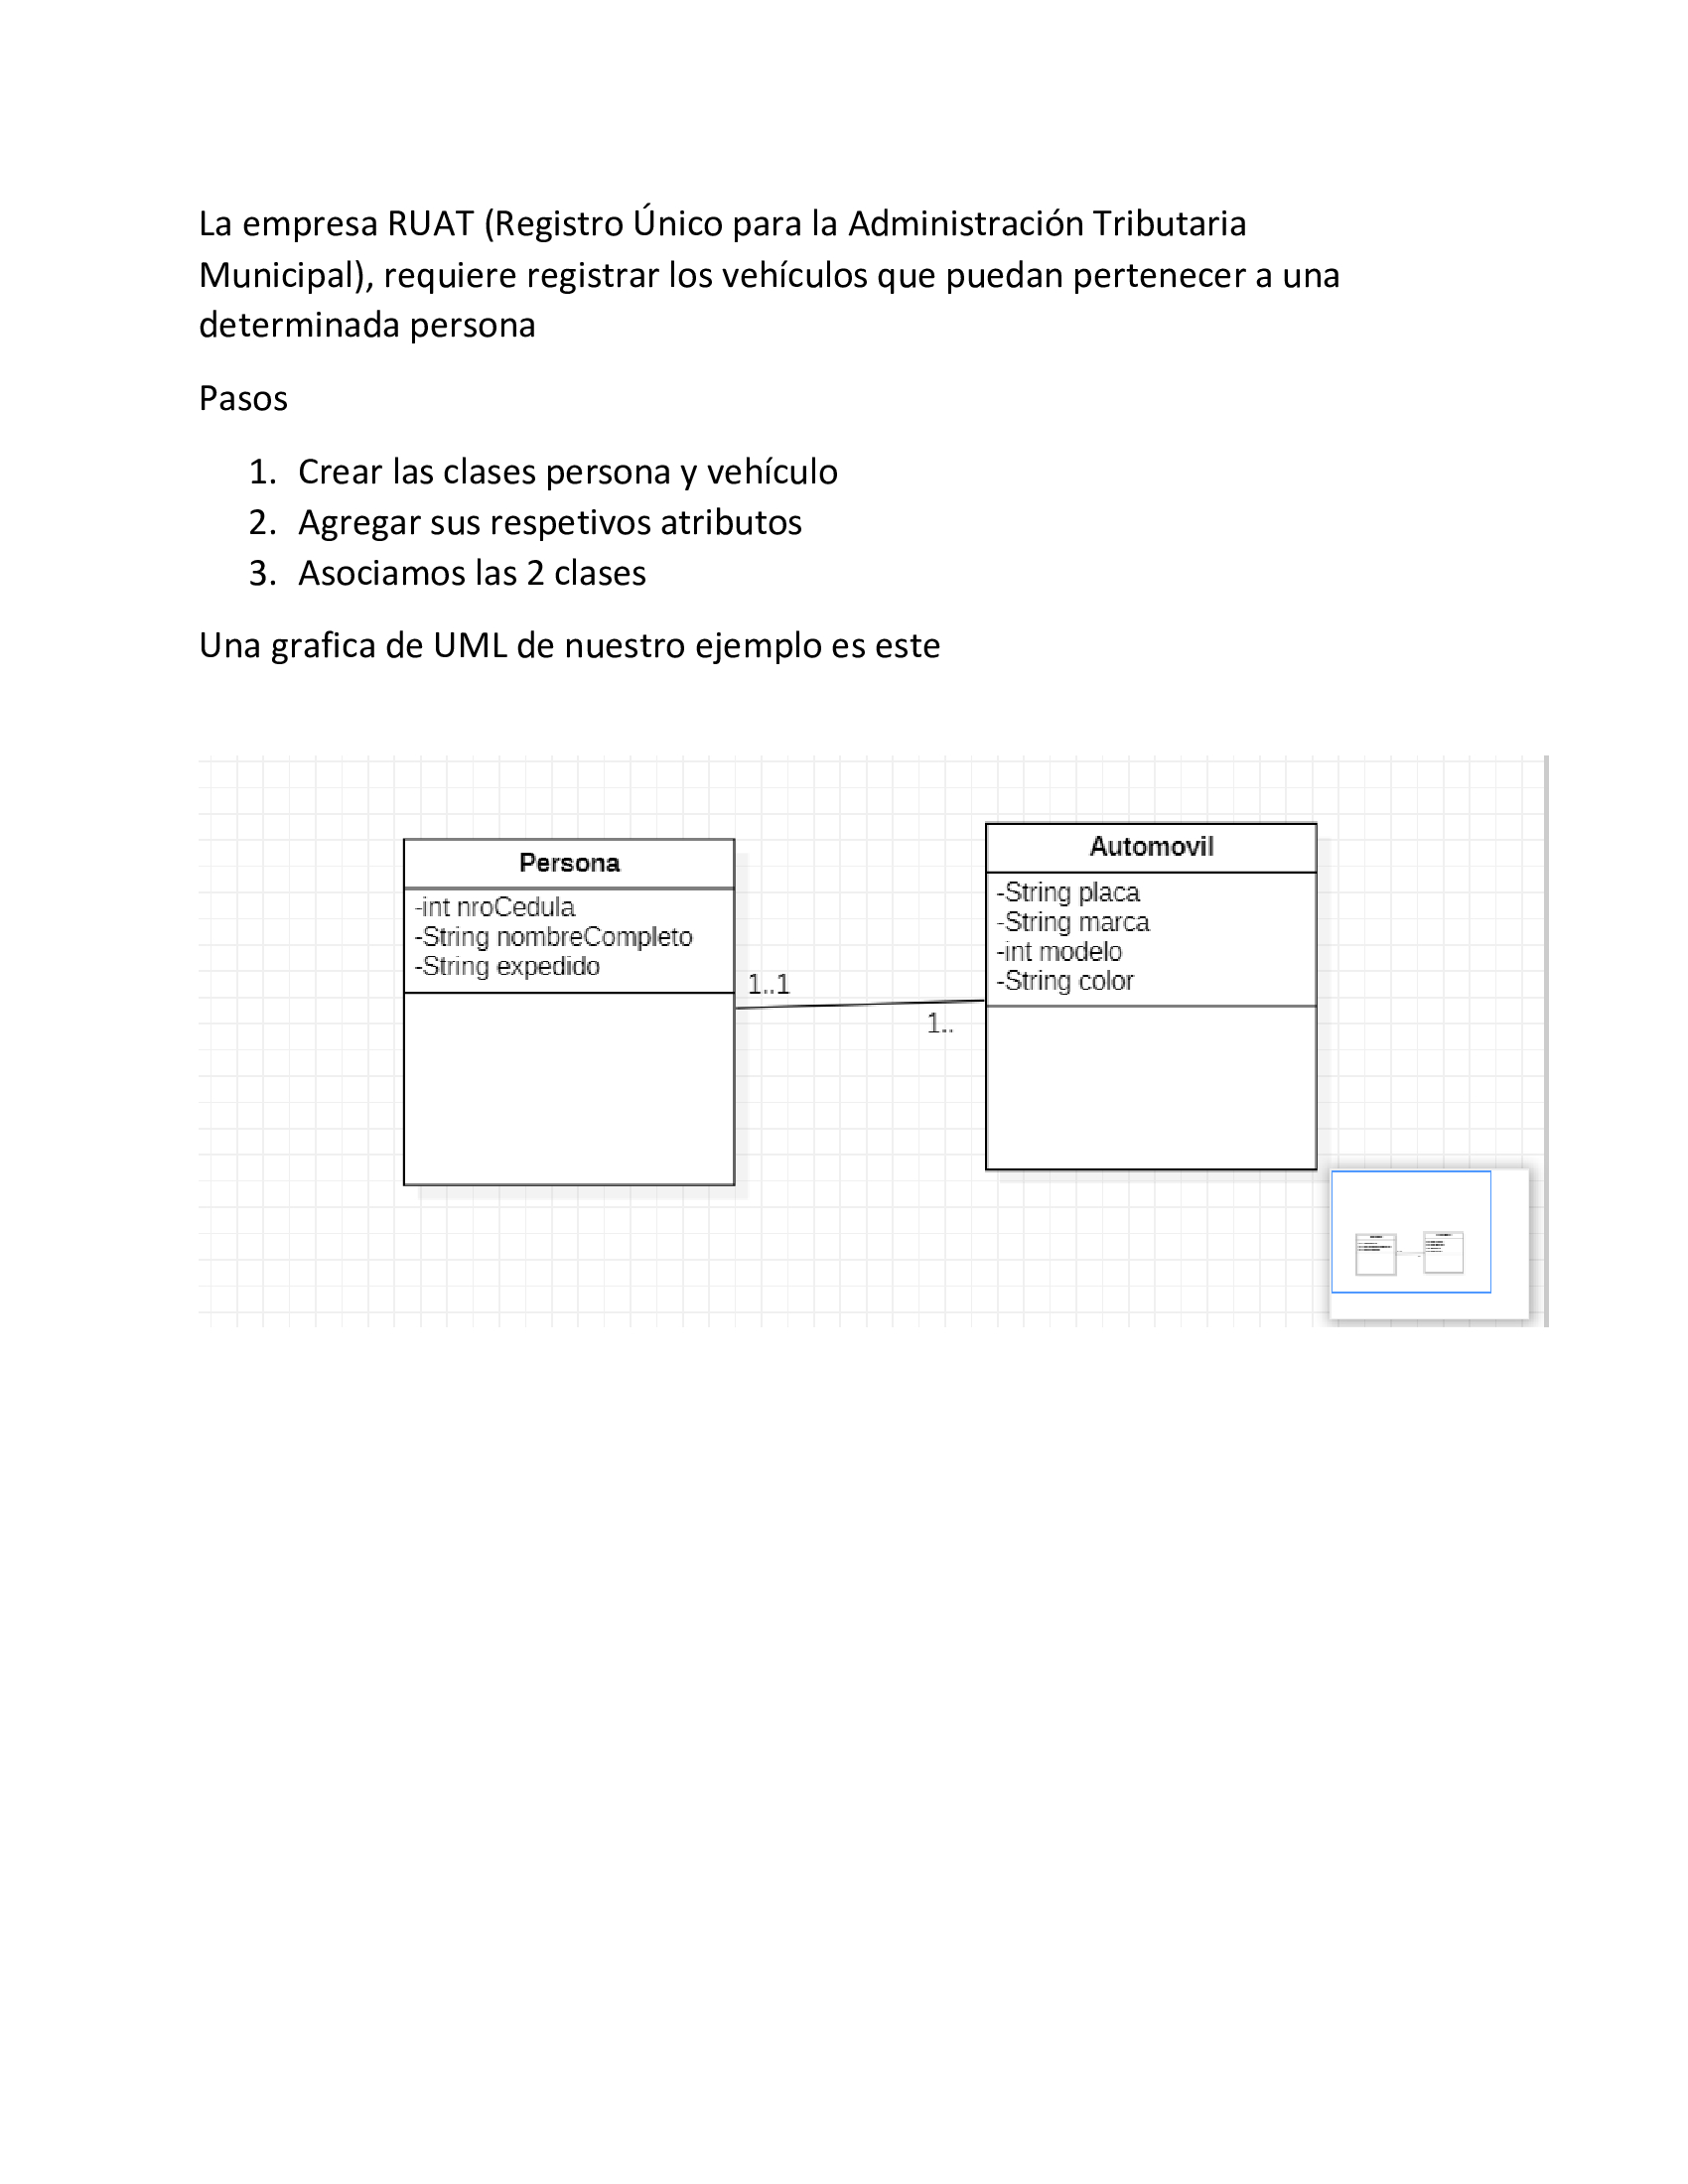 La empresa RUAT (Registro Único para la Administración Tributaria
Municipal), requiere registrar los vehículos que puedan pertenecer a una
determinada persona
Pasos
1. Crear las clases persona y vehículo
2. Agregar sus respetivos atributos
3. Asociamos las 2 clases
Una grafica de UML de nuestro ejemplo es este
Persona
-int nroCedula
-String nombreCompleto
-String expedido
1..1
1..
Automovil
-String placa
-String marca
-int modelo
-String color